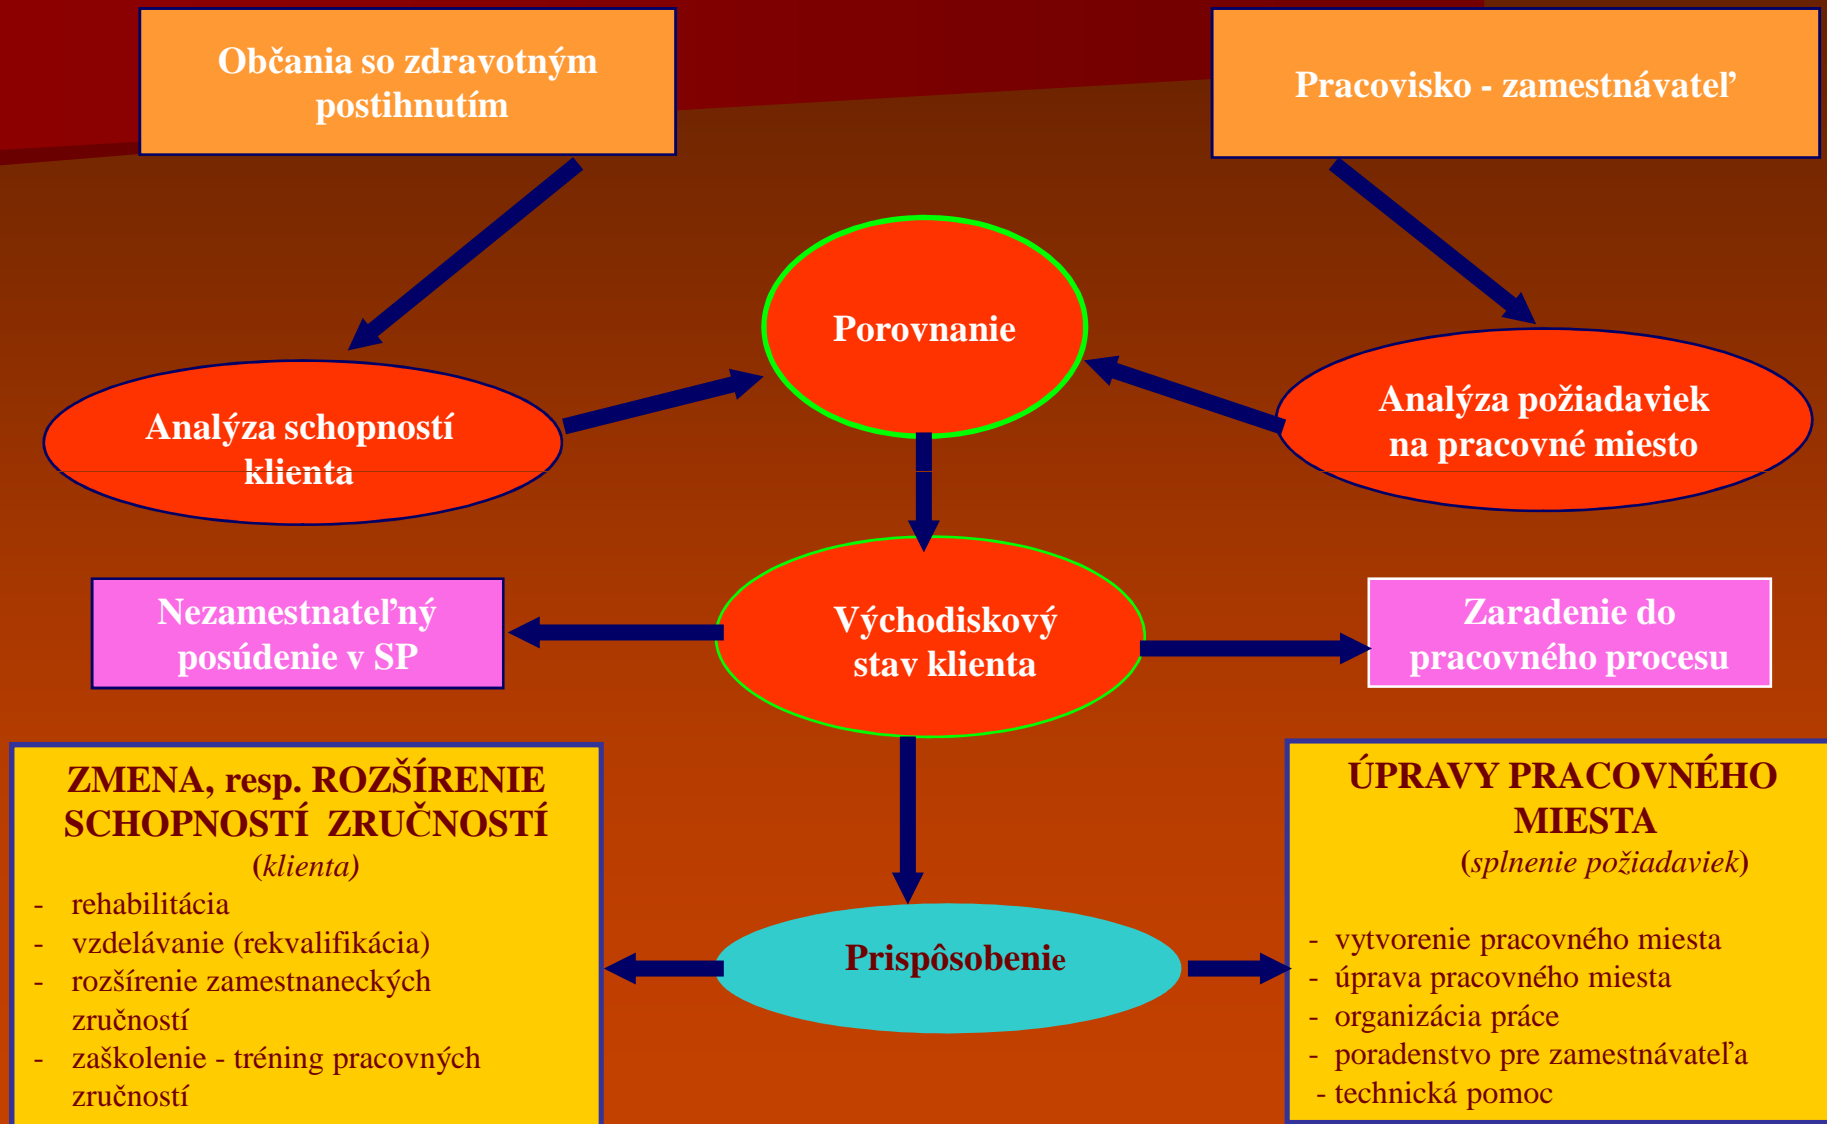 Občania so zdravotným
postihnutím
Pracovisko - zamestnávateľ
Porovnanie
Analýza schopností
klienta
Analýza požiadaviek
na pracovné miesto
Nezamestnateľný
posúdenie v SP
Východiskový
stav klienta
Zaradenie do
pracovného procesu
ZMENA, resp. ROZŠÍRENIE
SCHOPNOSTÍ ZRUČNOSTÍ
(klienta)
- rehabilitácia
- vzdelávanie (rekvalifikácia)
- rozšírenie zamestnaneckých
zručností
- zaškolenie - tréning pracovných
zručností
Prispôsobenie
ÚPRAVY PRACOVNÉHO
MIESTA
(splnenie požiadaviek)
- vytvorenie pracovného miesta
- úprava pracovného miesta
- organizácia práce
- poradenstvo pre zamestnávateľa
- technická pomoc